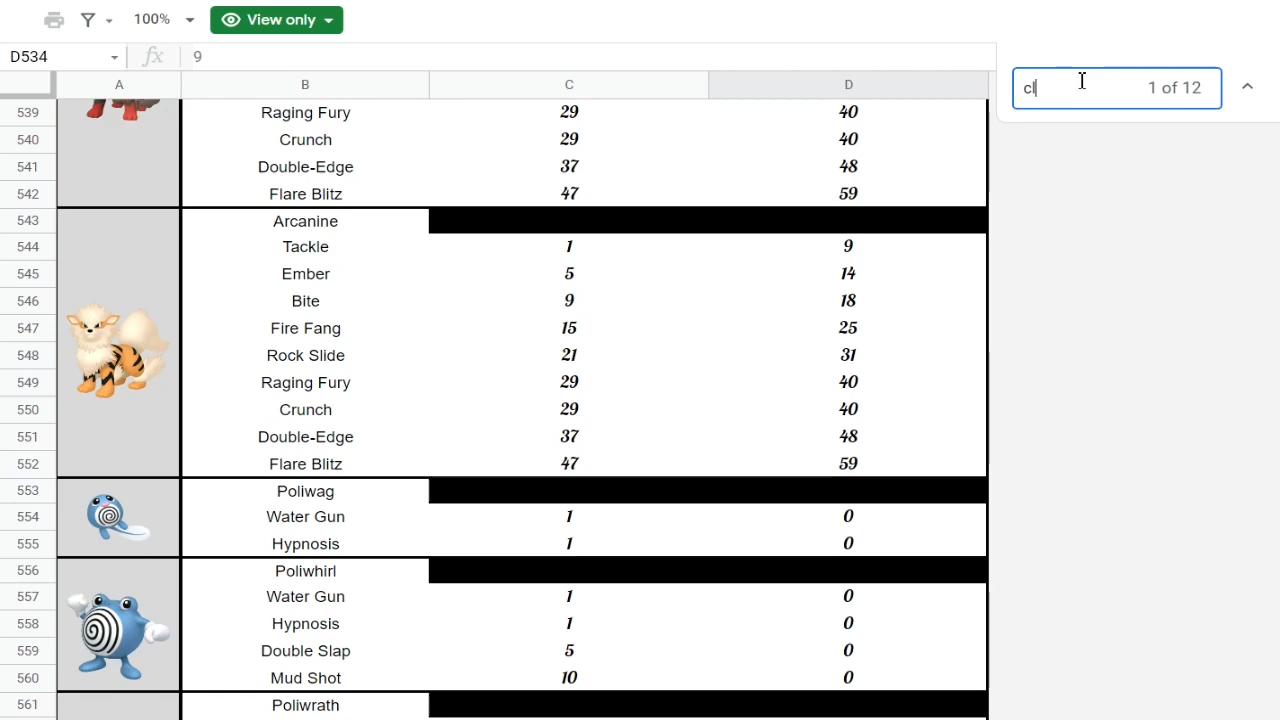 100% View only
D534 fx 9
cl 1 of 12
A B C D
539 Raging Fury 29 40
540 Crunch 29 40
541 Double-Edge 37 48
542 Flare Blitz 47 59
543 Arcanine
544 Tackle 1 9
545 Ember 5 14
546 Bite 9 18
547 Fire Fang 15 25
548 Rock Slide 21 31
549 Raging Fury 29 40
550 Crunch 29 40
551 Double-Edge 37 48
552 Flare Blitz 47 59
553 Poliwag
554 Water Gun 1 0
555 Hypnosis 1 0
556 Poliwhirl
557 Water Gun 1 0
558 Hypnosis 1 0
559 Double Slap 5 0
560 Mud Shot 10 0
561 Poliwrath